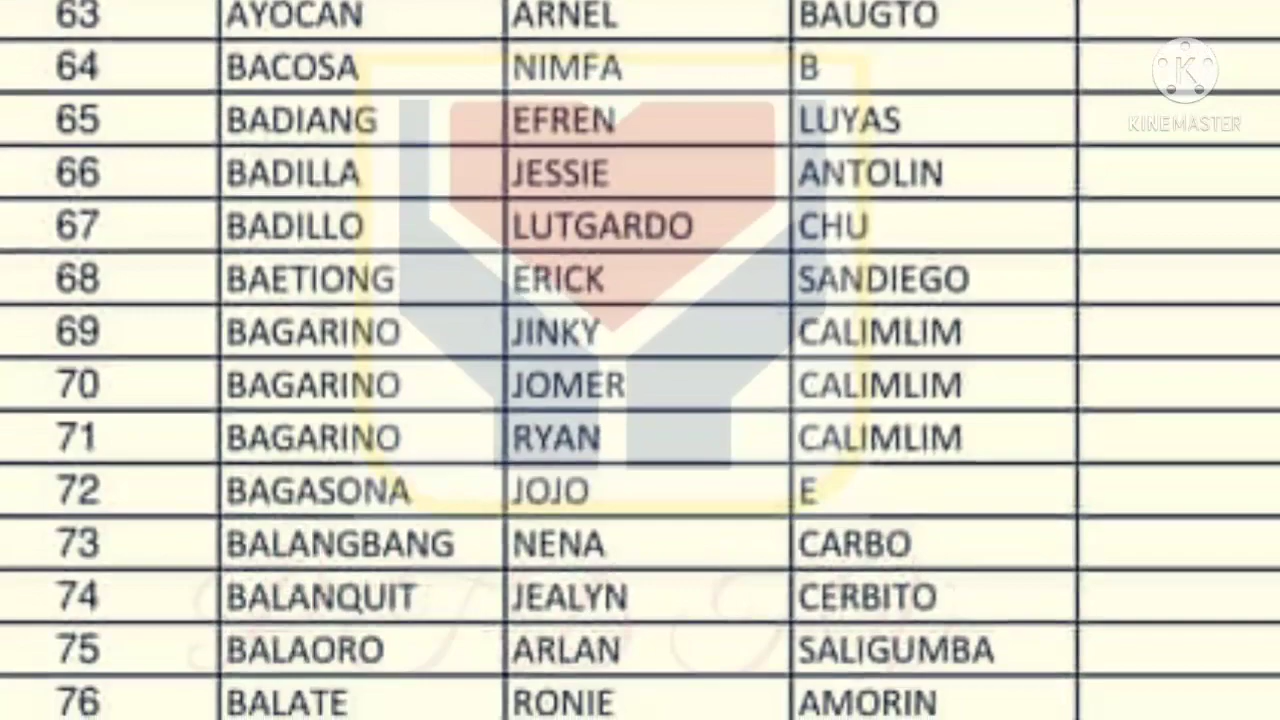 63 AYOCAN ARNEL BAUGTO
64 BACOSA NIMFA B
65 BADIANG EFREN LUYAS
66 BADILLA JESSIE ANTOLIN
67 BADILLO LUTGARDO CHU
68 BAETIONG ERICK SANDIEGO
69 BAGARINO JINKY CALIMLIM
70 BAGARINO JOMER CALIMLIM
71 BAGARINO RYAN CALIMLIM
72 BAGASONA JOJO E
73 BALANGBANG NENA CARBO
74 BALANQUIT JEALYN CERBITO
75 BALAORO ARLAN SALIGUMBA
76 BALATE RONIE AMORIN
K
KINEMASTER